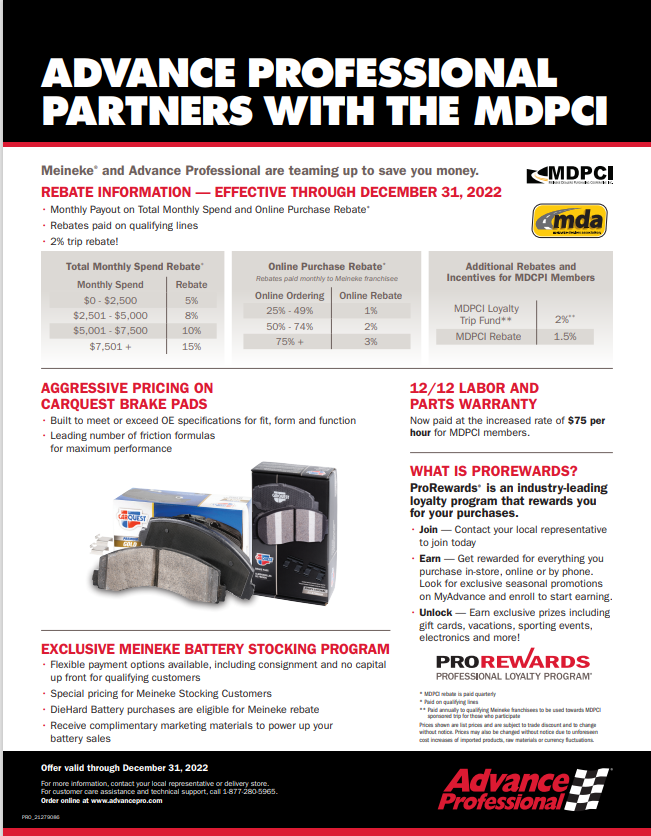 ADVANCE PROFESSIONAL
PARTNERS WITH THE MDPCI
Meineke® and Advance Professional are teaming up to save you money.
REBATE INFORMATION — EFFECTIVE THROUGH DECEMBER 31, 2022
· Monthly Payout on Total Monthly Spend and Online Purchase Rebate*
· Rebates paid on qualifying lines
· 2% trip rebate!
MDPCI
mda
Total Monthly Spend Rebate*
Monthly Spend Rebate
$0 - $2,500 5%
$2,501 - $5,000 8%
$5,001 - $7,500 10%
$7,501 + 15%
Online Purchase Rebate*
Rebates paid monthly to Meineke franchisee
Online Ordering Online Rebate
25% - 49% 1%
50% - 74% 2%
75% + 3%
Additional Rebates and
Incentives for MDCPI Members
MDPCI Loyalty
Trip Fund** 2%**
MDPCI Rebate 1.5%
AGGRESSIVE PRICING ON
CARQUEST BRAKE PADS
· Built to meet or exceed OE specifications for fit, form and function
· Leading number of friction formulas
for maximum performance
CARQUEST
GOLD
EXCLUSIVE MEINEKE BATTERY STOCKING PROGRAM
· Flexible payment options available, including consignment and no capital
up front for qualifying customers
· Special pricing for Meineke Stocking Customers
· DieHard Battery purchases are eligible for Meineke rebate
· Receive complimentary marketing materials to power up your
battery sales
12/12 LABOR AND
PARTS WARRANTY
Now paid at the increased rate of $75 per
hour for MDPCI members.
WHAT IS PROREWARDS?
ProRewards® is an industry-leading
loyalty program that rewards you
for your purchases.
· Join — Contact your local representative
to join today
· Earn — Get rewarded for everything you
purchase in-store, online or by phone.
Look for exclusive seasonal promotions
on MyAdvance and enroll to start earning.
· Unlock — Earn exclusive prizes including
gift cards, vacations, sporting events,
electronics and more!
PROREWARDS
PROFESSIONAL LOYALTY PROGRAM®
* MDPCI rebate is paid quarterly
* Paid on qualifying lines
** Paid annually to qualifying Meineke franchisees to be used towards MDPCI
sponsored trip for those who participate
Prices shown are list prices and are subject to trade discount and to change
without notice. Prices may also be changed without notice due to unforeseen
cost increases of imported products, raw materials or currency fluctuations.
Offer valid through December 31, 2022
For more information, contact your local representative or delivery store.
For customer care assistance and technical support, call 1-877-280-5965.
Order online at www.advancepro.com
Advance
Professional
PRO_21279086